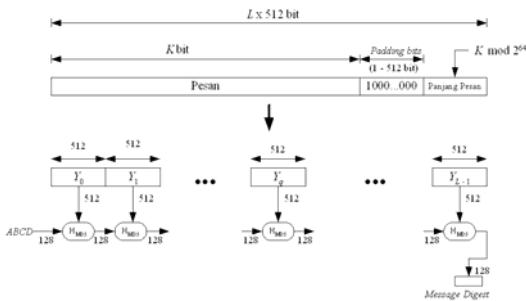 L x 512 bit
K bit
Padding bits
(1 - 512 bit)
K mod 2^64
Pesan
1000...000
Panjang Pesan
512
512
512
512
Y0
Y1
Yq
YL - 1
512
512
512
512
ABCD
128
HMD5
128
HMD5
128
128
HMD5
128
128
HMD5
128
Message Digest